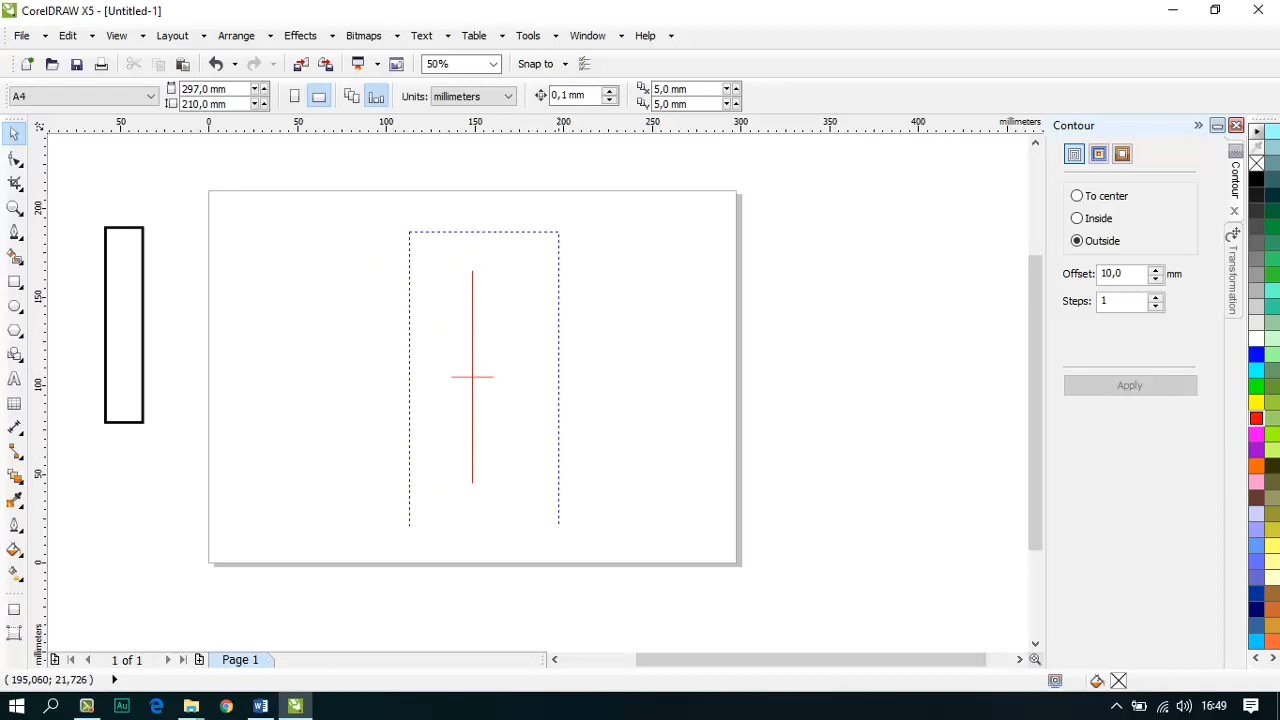 CorelDRAW X5 - [Untitled-1]
File Edit View Layout Arrange Effects Bitmaps Text Table Tools Window Help
50% Snap to
A4 297,0 mm 210,0 mm Units: millimeters 0,1 mm 5,0 mm 5,0 mm
50 0 50 100 150 200 250 300 350 400 millimeters
Contour
200
150
100
50
0
millimeters
To center
Inside
Outside
Offset: 10,0 mm
Steps: 1
Apply
Contour
Transformation
1 of 1 Page 1
( 195,060; 21,726 )
Au
16:49